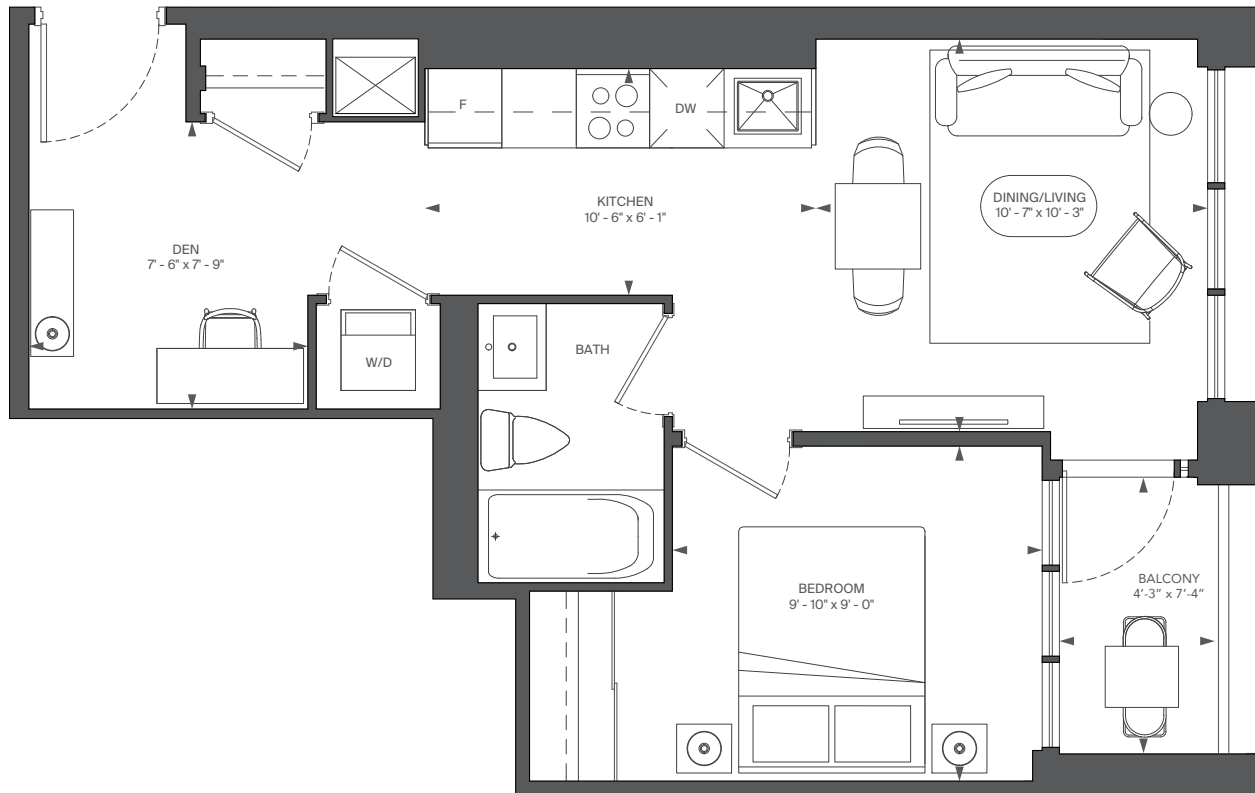 F
DW
KITCHEN
10' - 6" x 6' - 1"
DINING/LIVING
10' - 7" x 10' - 3"
DEN
7' - 6" x 7' - 9"
BATH
W/D
BEDROOM
9' - 10" x 9' - 0"
BALCONY
4'-3" x 7'-4"